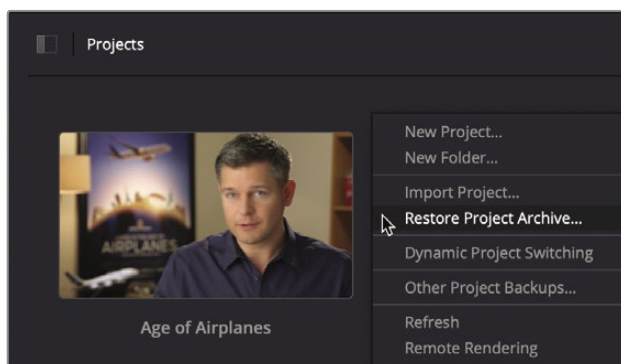 Projects
New Project...
New Folder...
Import Project...
Restore Project Archive...
Dynamic Project Switching
Other Project Backups...
Refresh
Remote Rendering
AIRPLANES
Age of Airplanes